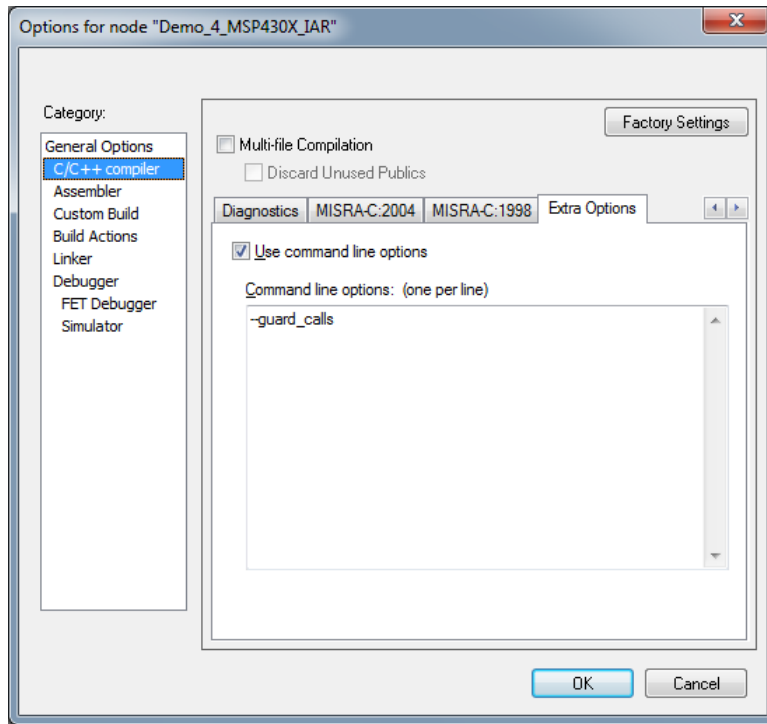 Options for node "Demo_4_MSP430X_IAR"
Category:
General Options
C/C++ compiler
Assembler
Custom Build
Build Actions
Linker
Debugger
FET Debugger
Simulator
Factory Settings
Multi-file Compilation
Discard Unused Publics
Diagnostics MISRA-C:2004 MISRA-C:1998 Extra Options
Use command line options
Command line options: (one per line)
--guard_calls
OK Cancel